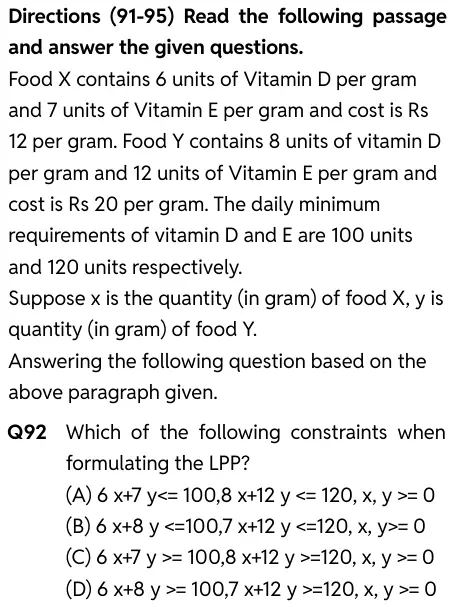 Directions (91-95) Read the following passage
and answer the given questions.
Food X contains 6 units of Vitamin D per gram
and 7 units of Vitamin E per gram and cost is Rs
12 per gram. Food Y contains 8 units of vitamin D
per gram and 12 units of Vitamin E per gram and
cost is Rs 20 per gram. The daily minimum
requirements of vitamin D and E are 100 units
and 120 units respectively.
Suppose x is the quantity (in gram) of food X, y is
quantity (in gram) of food Y.
Answering the following question based on the
above paragraph given.
Q92 Which of the following constraints when
formulating the LPP?
(A) 6 x+7 y<= 100,8 x+12 y <= 120, x, y >= 0
(B) 6 x+8 y <=100,7 x+12 y <=120, x, y>= 0
(C) 6 x+7 y >= 100,8 x+12 y >=120, x, y >= 0
(D) 6 x+8 y >= 100,7 x+12 y >=120, x, y >= 0